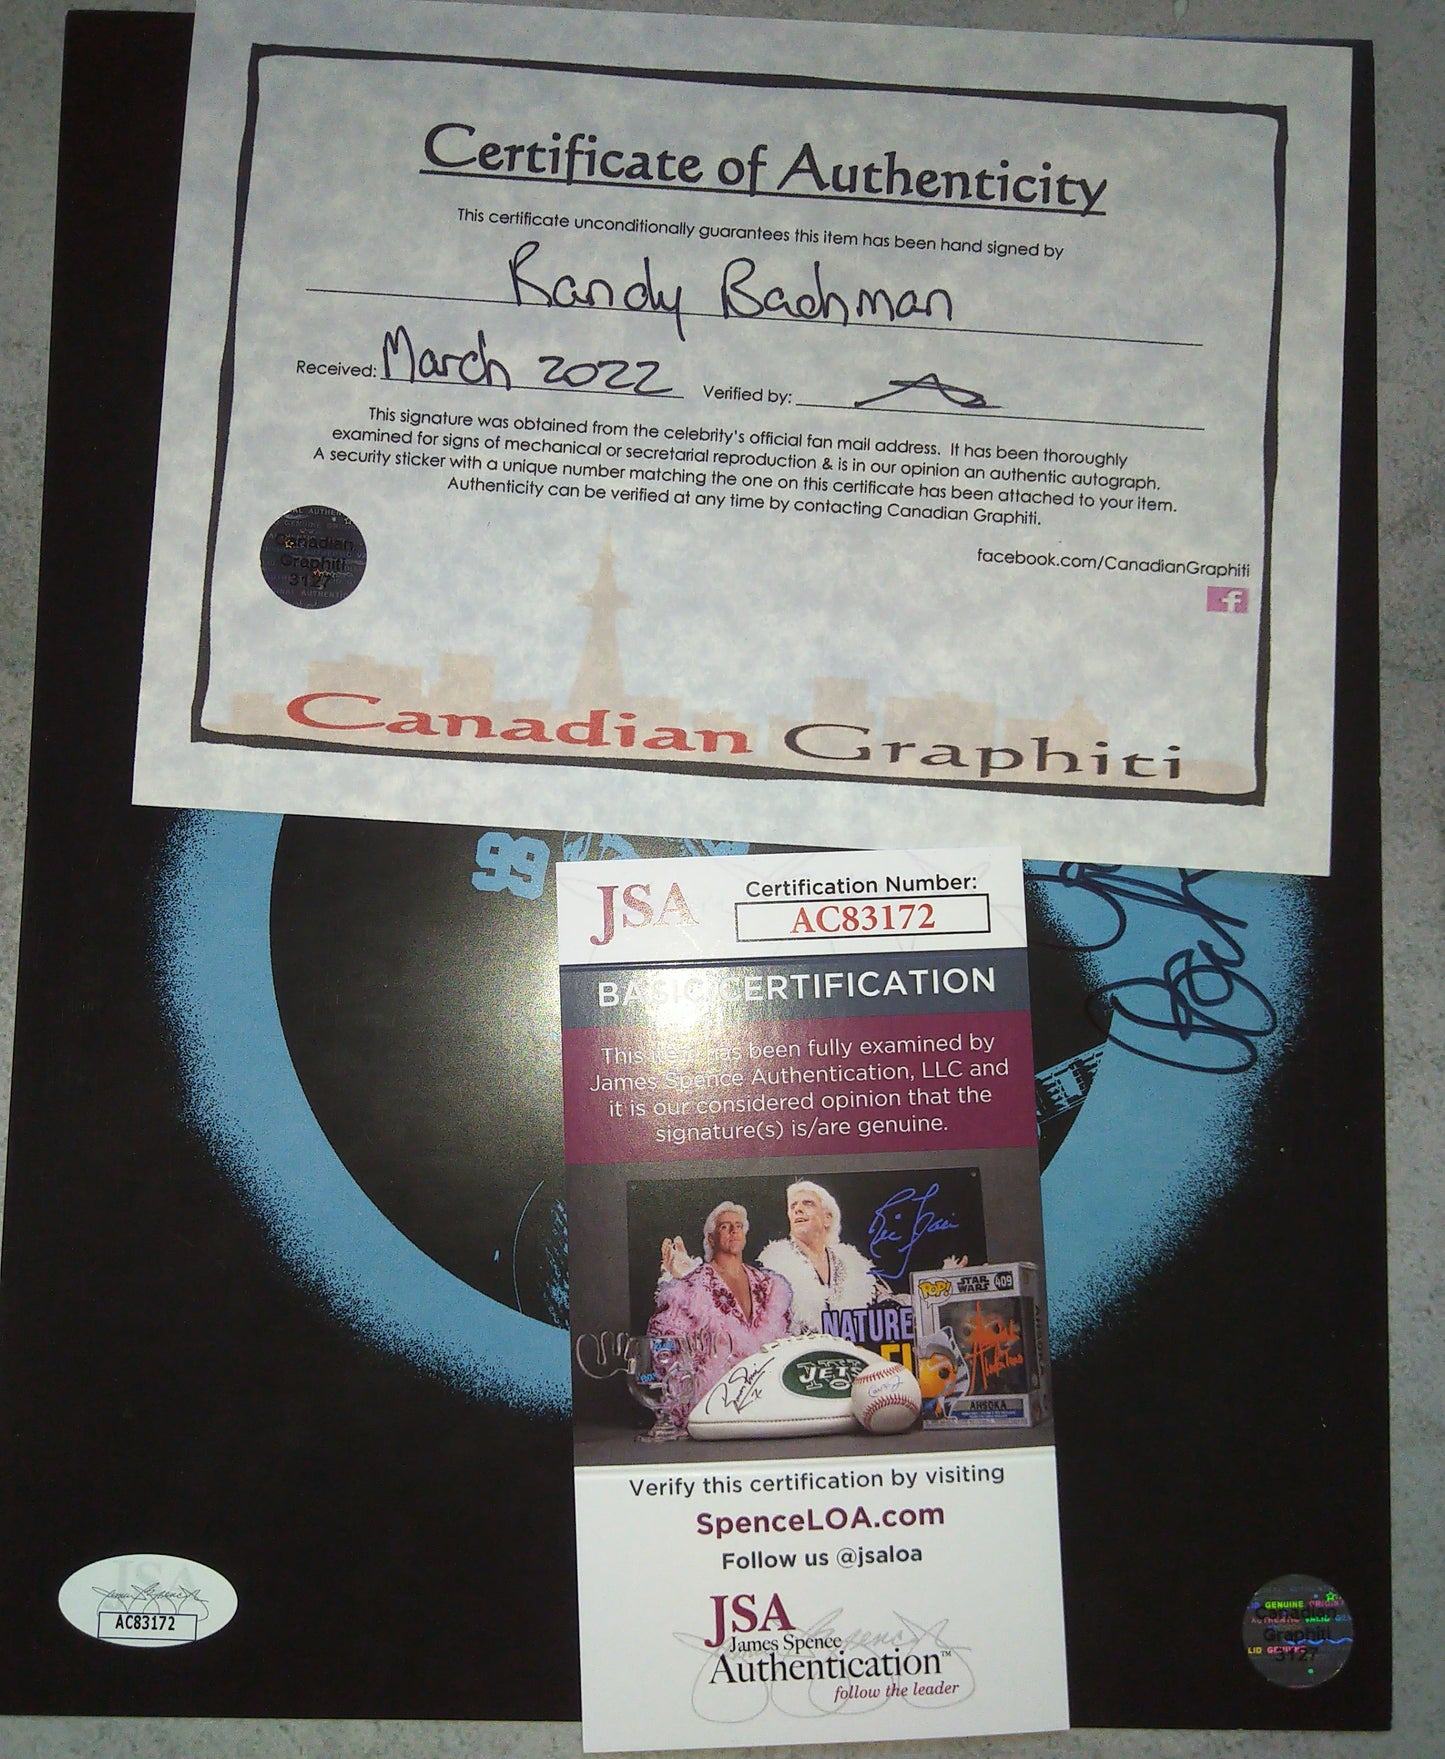 Certificate of Authenticity
This certificate unconditionally guarantees this item has been hand signed by
Randy Bachman
Received: March 2022 Verified by:
This signature was obtained from the celebrity's official fan mail address. It has been thoroughly
examined for signs of mechanical or secretarial reproduction & is in our opinion an authentic autograph.
A security sticker with a unique number matching the one on this certificate has been attached to your item.
Authenticity can be verified at any time by contacting Canadian Graphiti.
Canadian
Graphiti
3127
facebook.com/CanadianGraphiti
f
Canadian Graphiti
99
JSA
Certification Number:
AC83172
BASIC CERTIFICATION
This item has been fully examined by
James Spence Authentication, LLC and
it is our considered opinion that the
signature(s) is/are genuine.
POP! STAR WARS 409
NATURE
JETS
AHSOKA
Verify this certification by visiting
SpenceLOA.com
Follow us @jsaloa
JSA
James Spence
Authentication™
follow the leader
JSA
AC83172
GENUINE
Canadian
Graphiti
3127